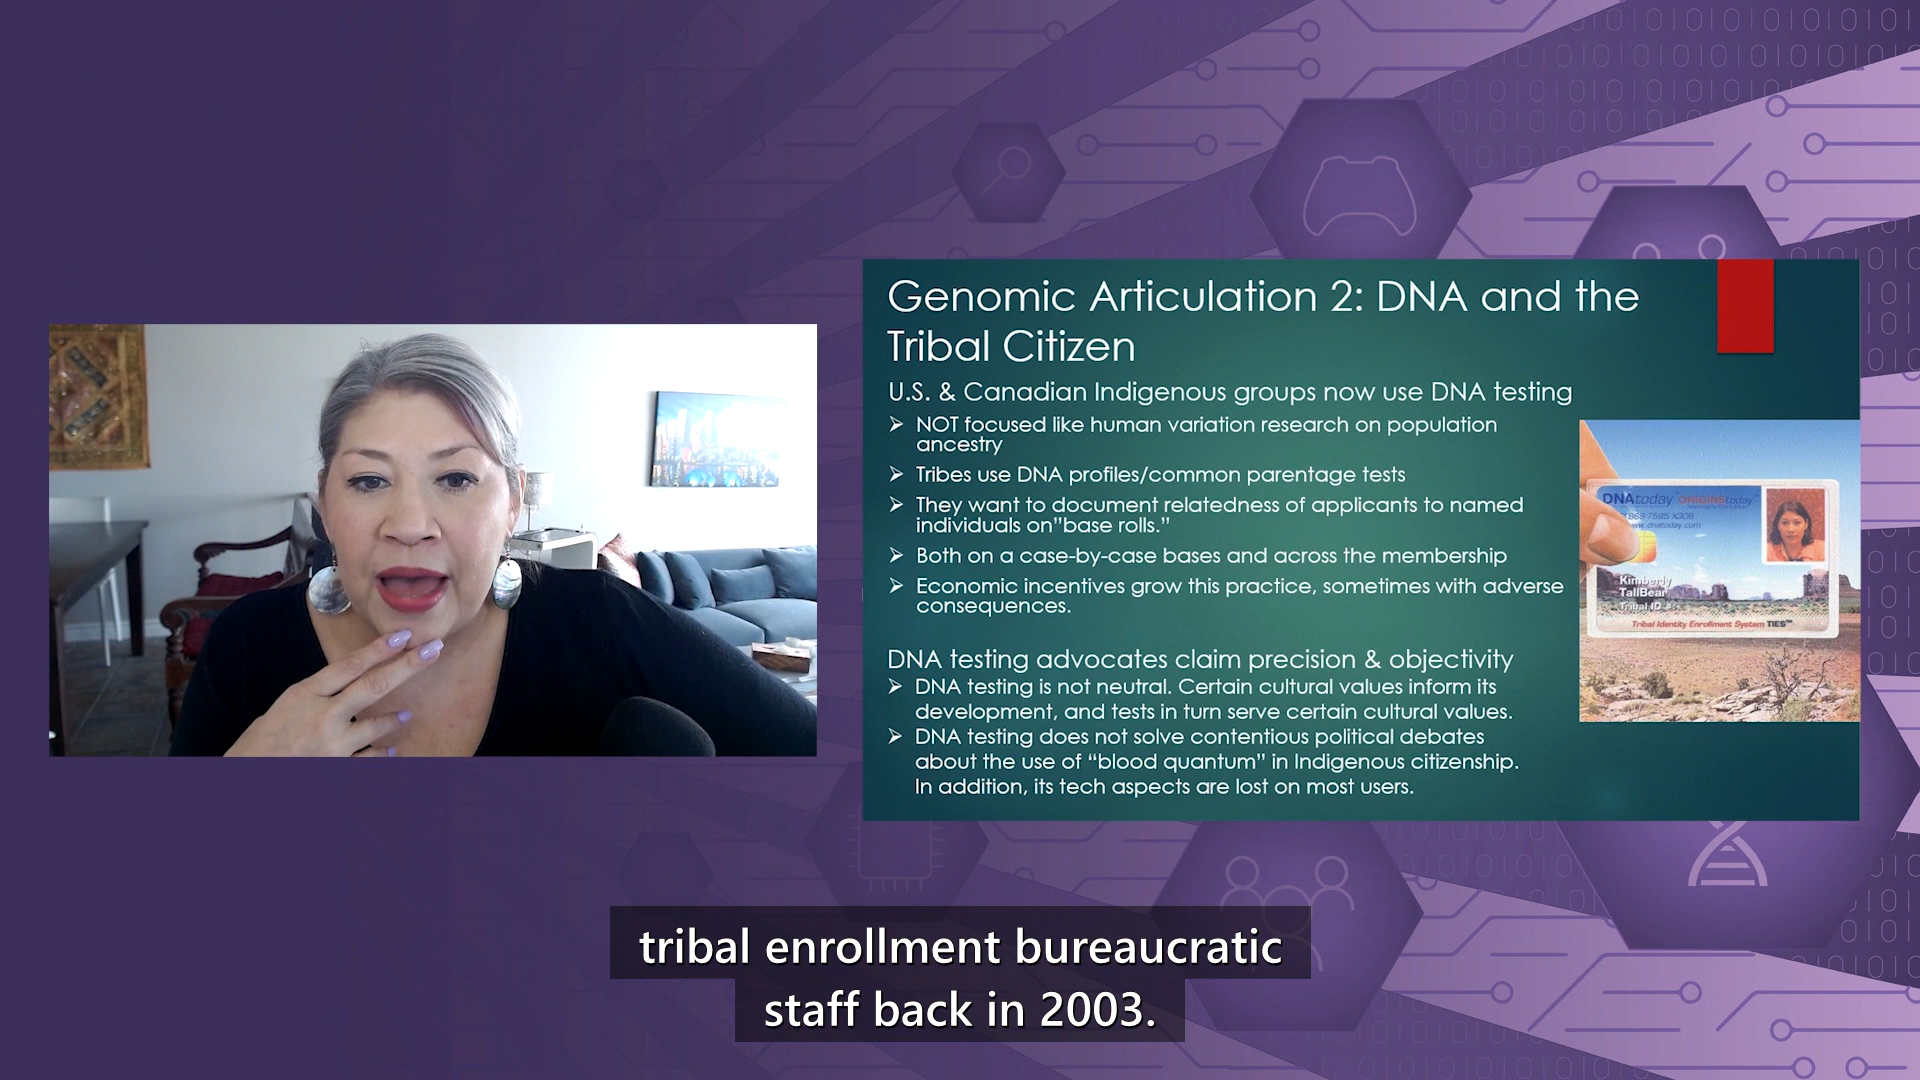 Genomic Articulation 2: DNA and the
Tribal Citizen
U.S. & Canadian Indigenous groups now use DNA testing
➢ NOT focused like human variation research on population
ancestry
➢ Tribes use DNA profiles/common parentage tests
➢ They want to document relatedness of applicants to named
individuals on"base rolls."
➢ Both on a case-by-case bases and across the membership
➢ Economic incentives grow this practice, sometimes with adverse
consequences.
DNA testing advocates claim precision & objectivity
➢ DNA testing is not neutral. Certain cultural values inform its
development, and tests in turn serve certain cultural values.
➢ DNA testing does not solve contentious political debates
about the use of “blood quantum” in Indigenous citizenship.
In addition, its tech aspects are lost on most users.
DNAtoday
www.dnatoday.com
Kimberly
TallBear
Tribal ID #:
Tribal Identity Enrollment System TIES™
tribal enrollment bureaucratic
staff back in 2003.